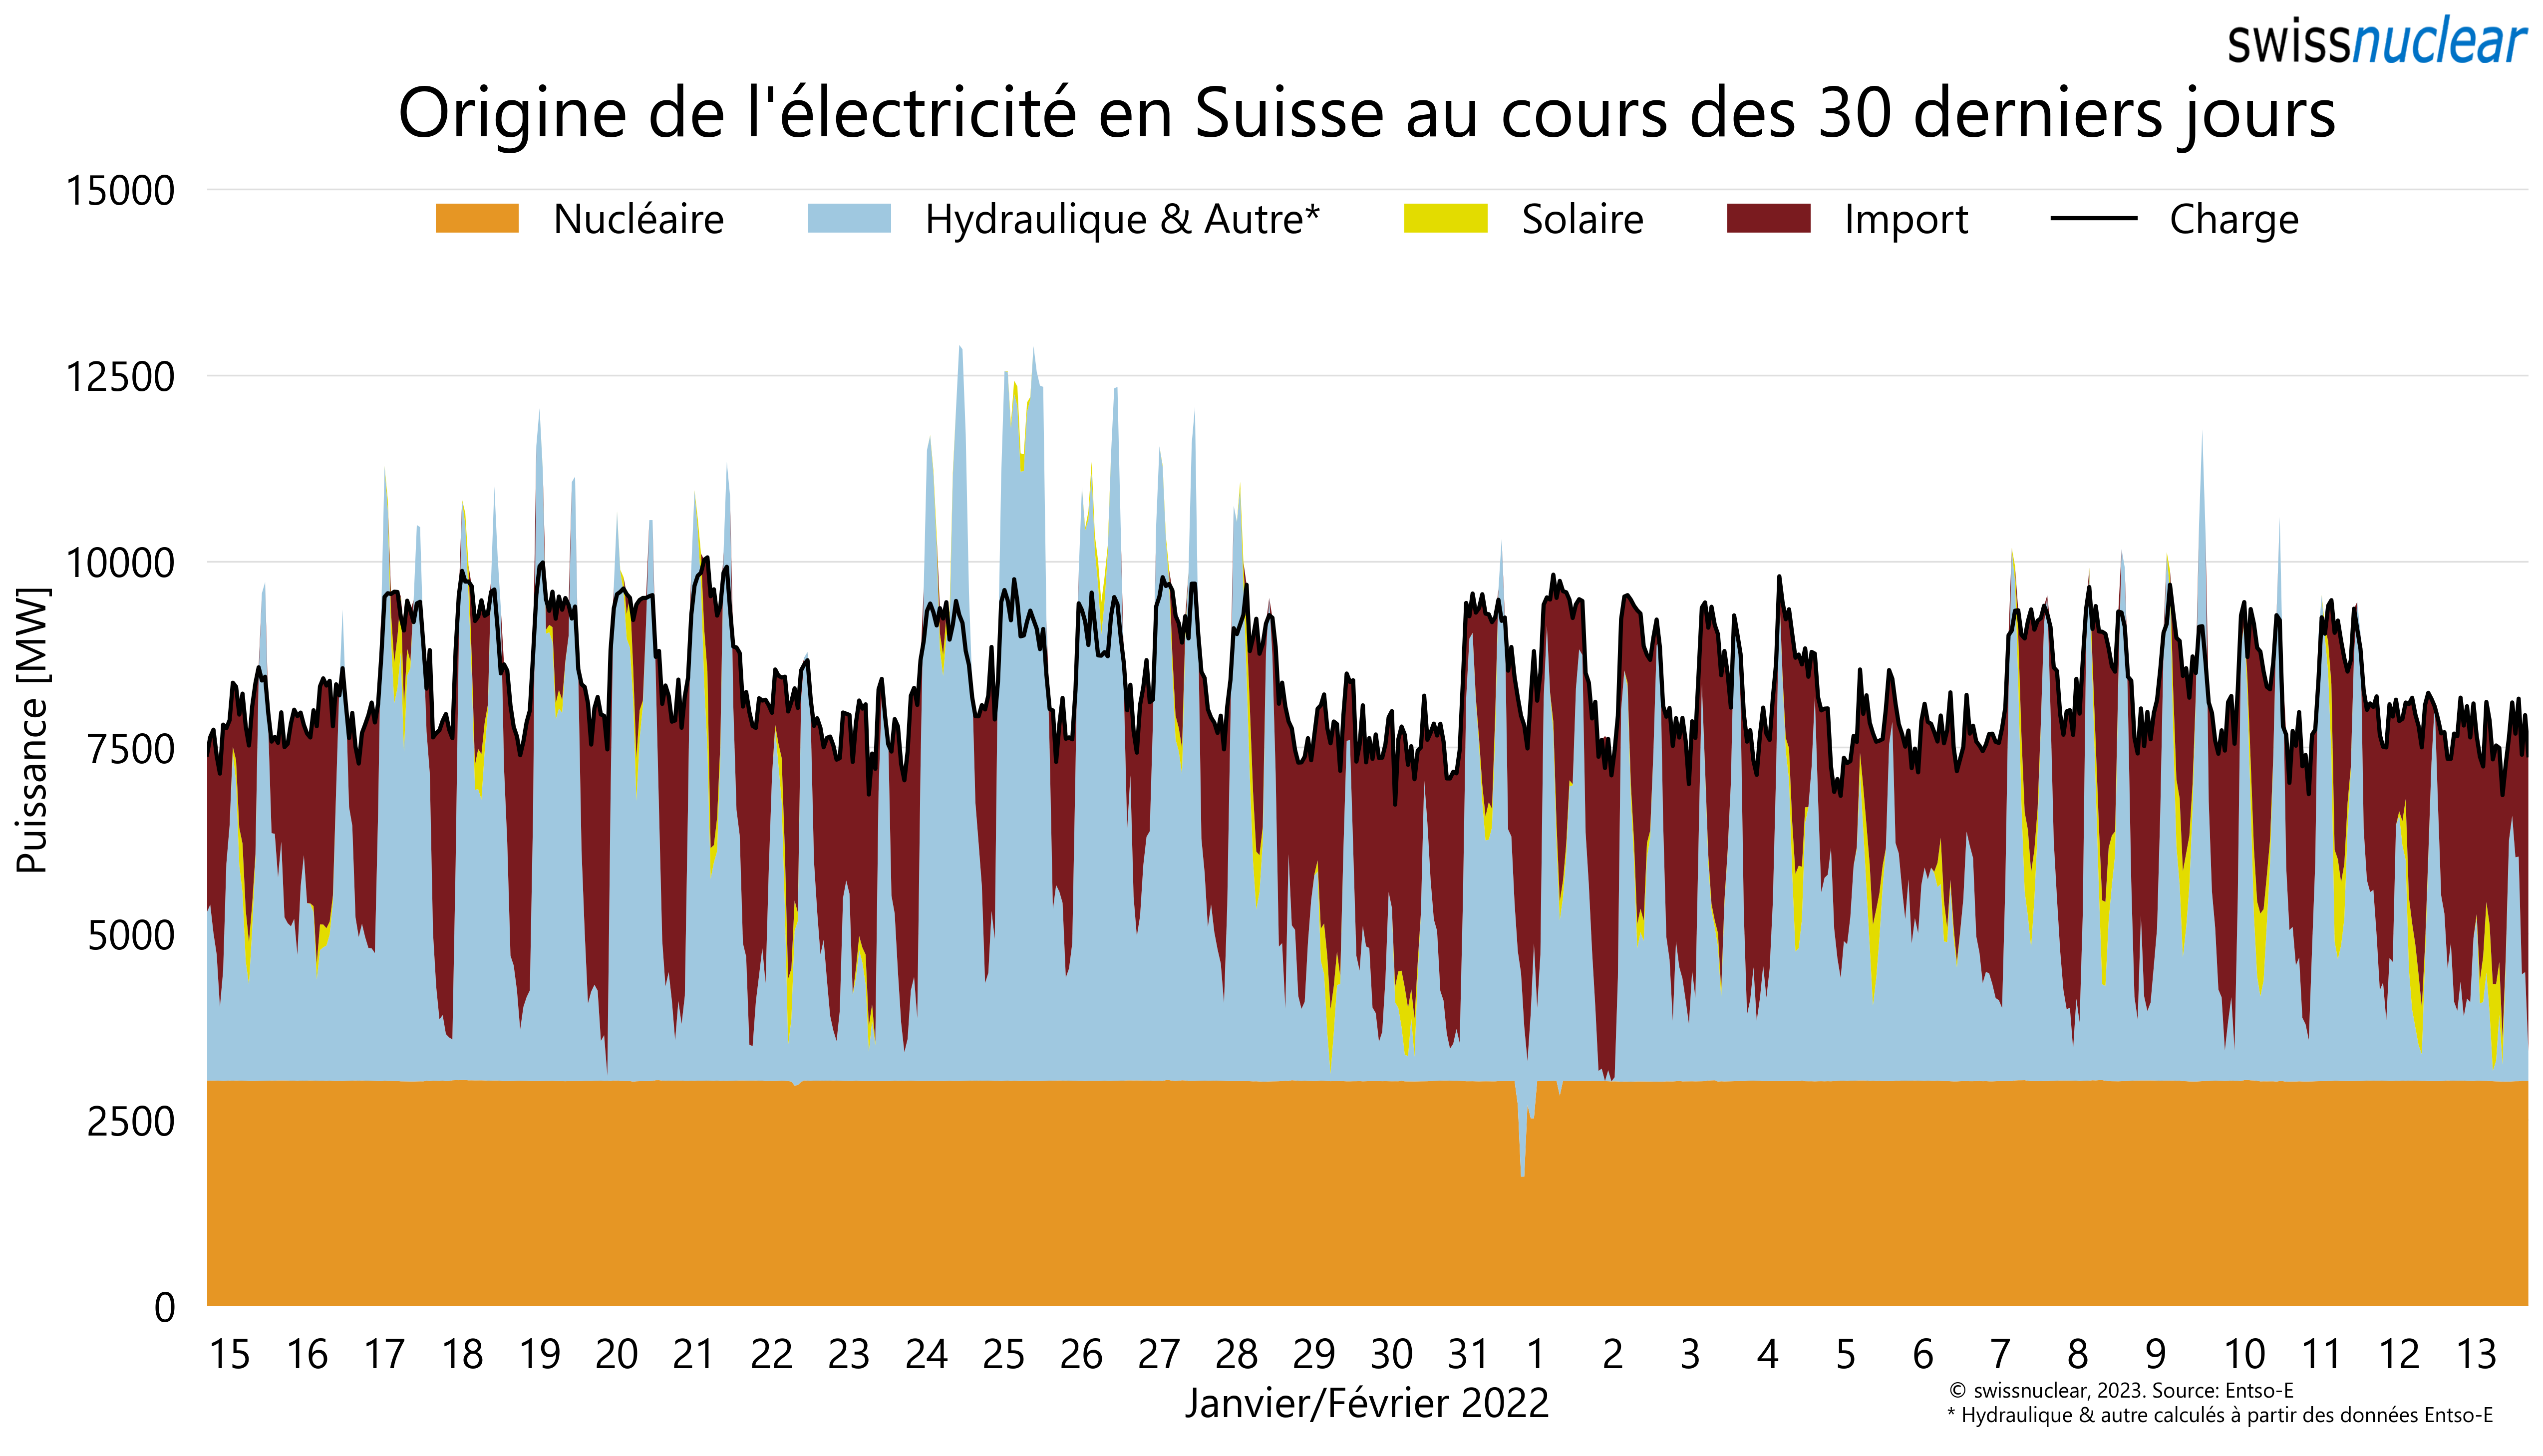 swissnuclear
Origine de l'électricité en Suisse au cours des 30 derniers jours
15000
Nucléaire Hydraulique & Autre* Solaire Import Charge
12500
10000
7500
5000
2500
0
Puissance [MW]
15 16 17 18 19 20 21 22 23 24 25 26 27 28 29 30 31 1 2 3 4 5 6 7 8 9 10 11 12 13
Janvier/Février 2022
© swissnuclear, 2023. Source: Entso-E
* Hydraulique & autre calculés à partir des données Entso-E